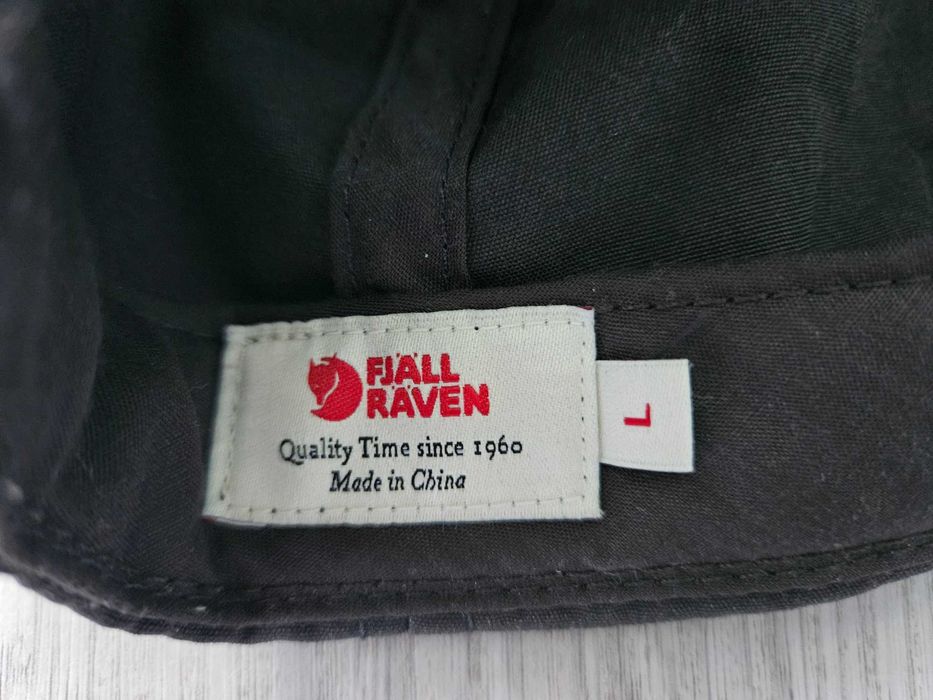 FJÄLL
RÄVEN
Quality Time since 1960
Made in China
L